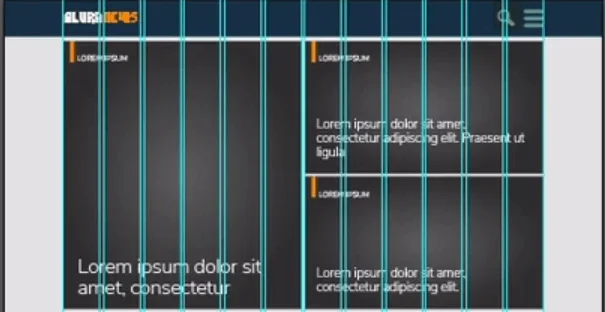 ALURANEWS
LOREM IPSUM
Lorem ipsum dolor sit
amet, consectetur
LOREM IPSUM
Lorem ipsum dolor sit amet,
consectetur adipiscing elit. Praesent ut
ligula
LOREM IPSUM
Lorem ipsum dolor sit amet,
consectetur adipiscing elit.